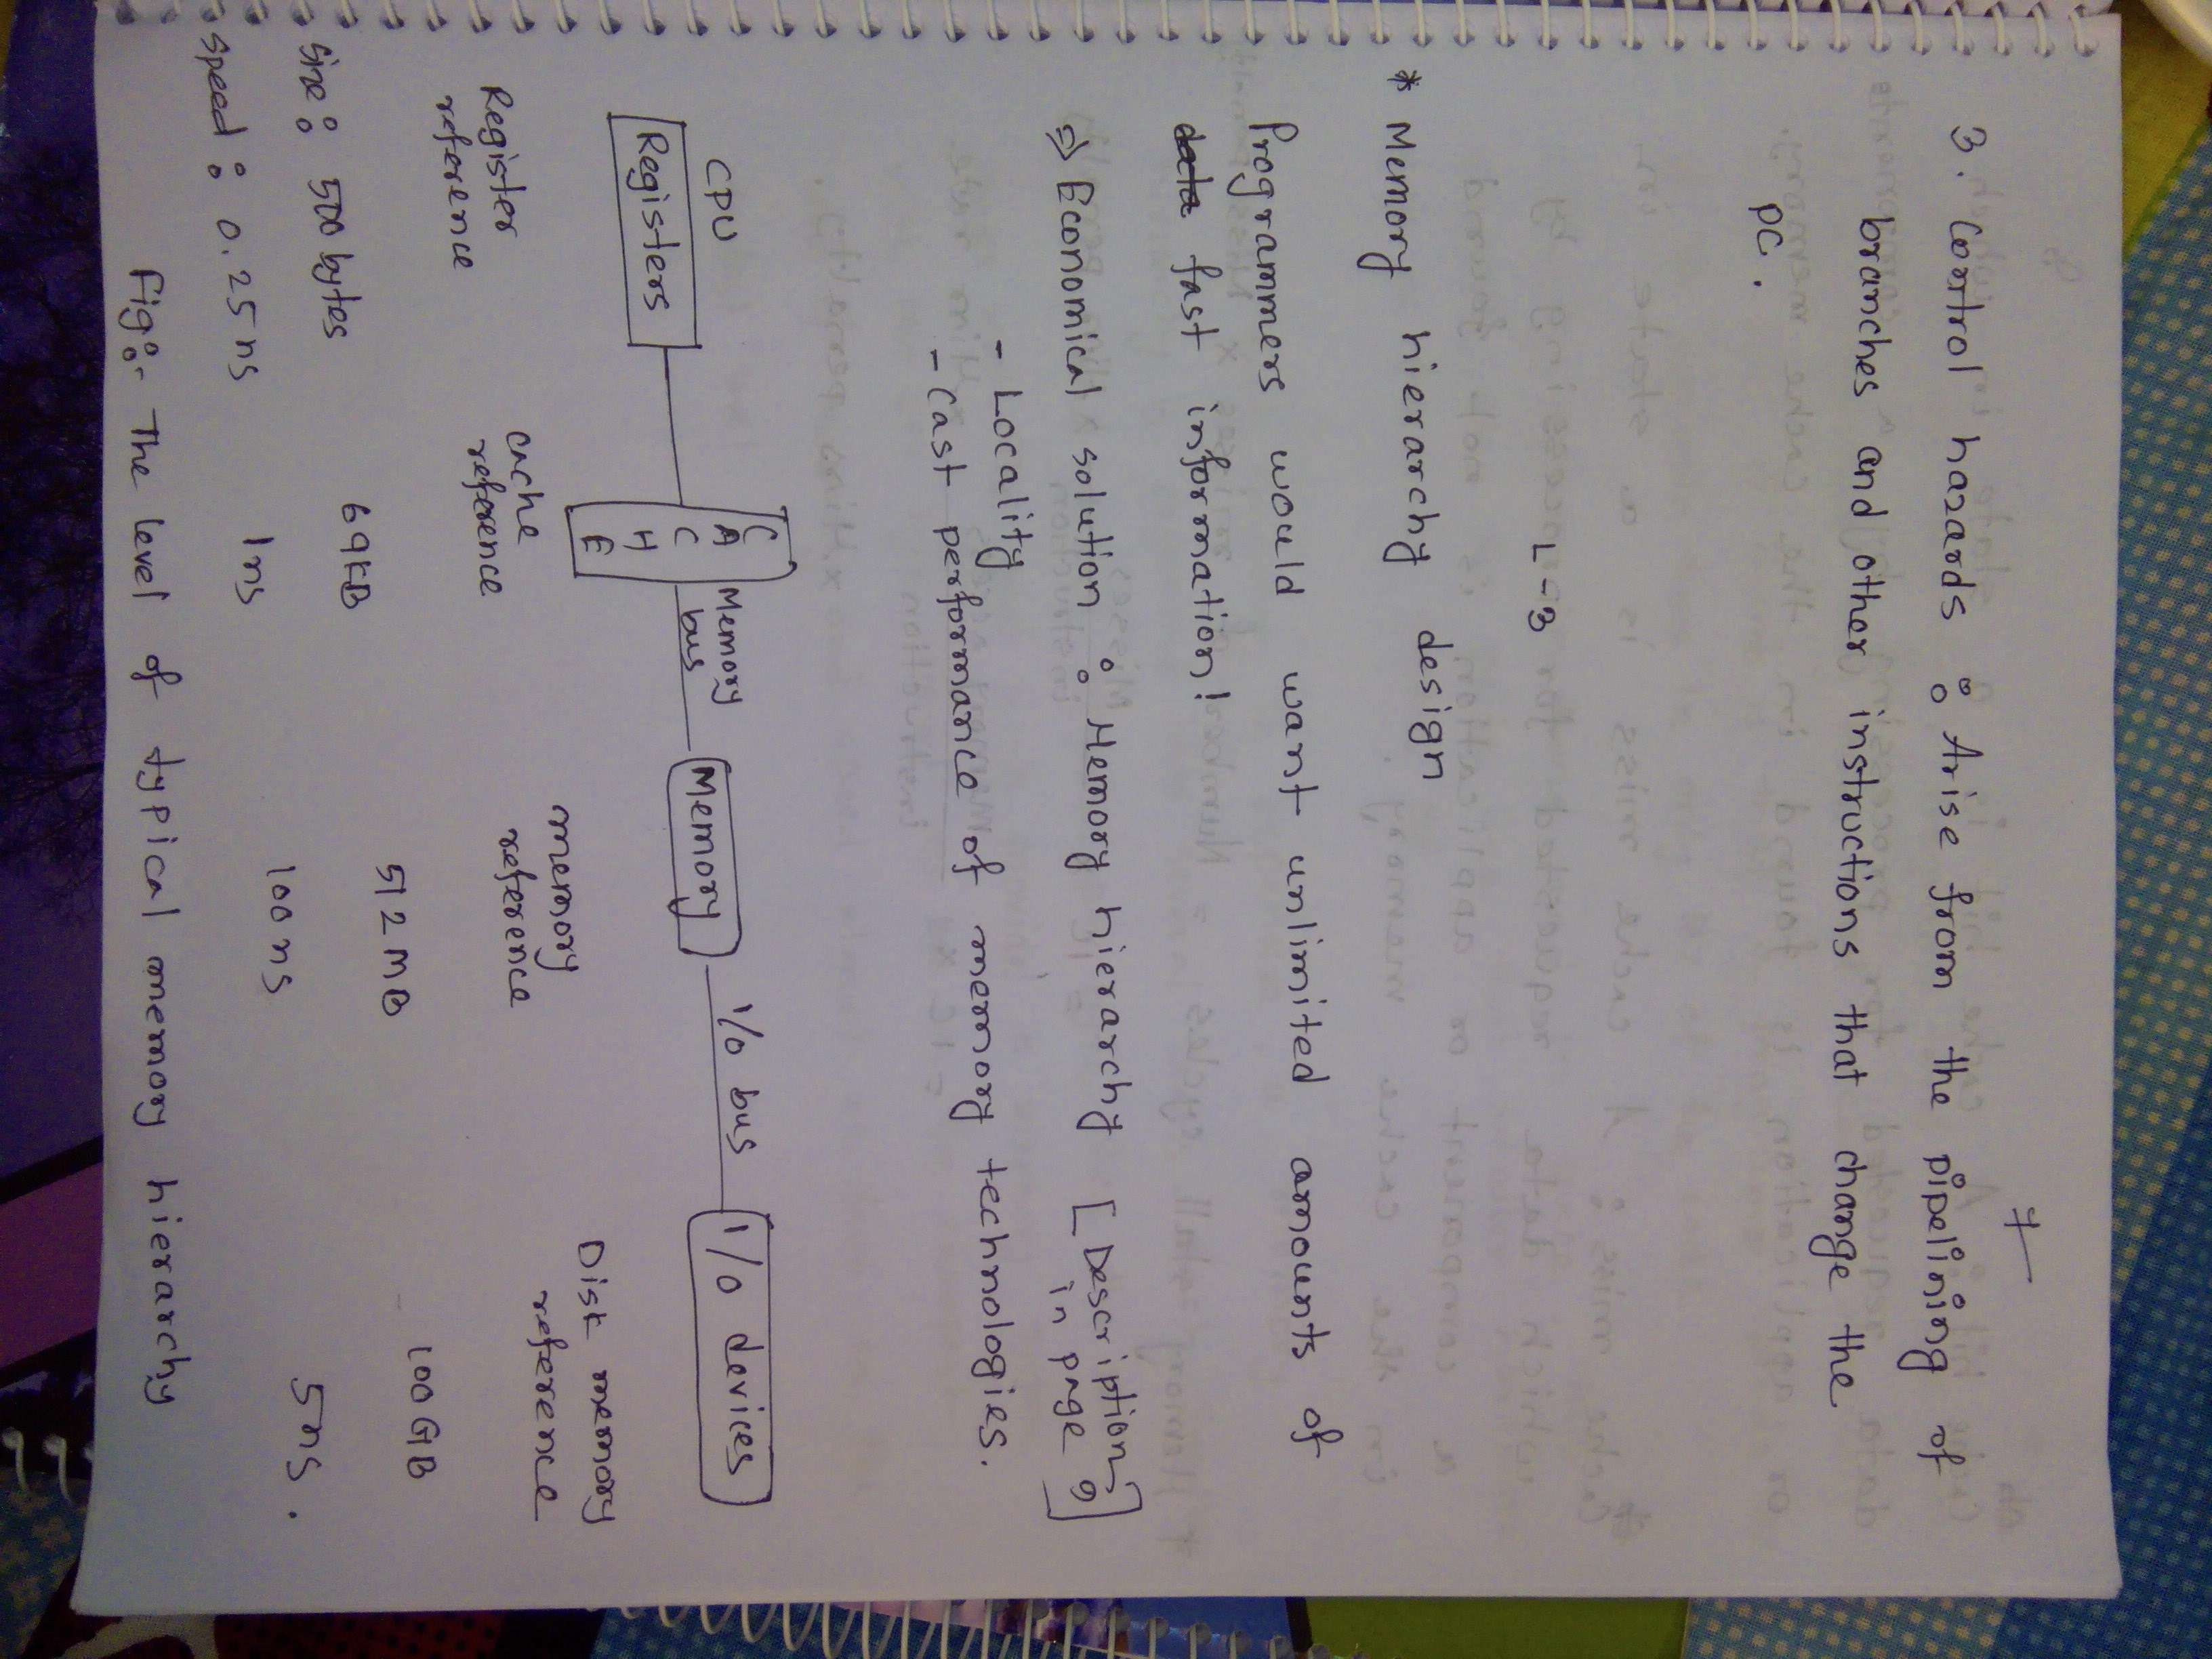 7
3. Control hazards : Arise from the pipelining of
branches and other instructions that change the
PC.
L-3
* Memory hierarchy design
Programmers would want unlimited amounts of
data fast information!
⇒ Economical solution : Memory hierarchy [Description in page 9]
- Locality
- Cast performance of memory technologies.
CPU
Registers
CACHE
Memory bus
Memory
I/O bus
I/O devices
Register reference
cache reference
memory reference
Disk memory reference
Size : 500 bytes 69KB 512 MB 100 GB
speed : 0.25 ns 1ns 100 ns 5ns.
Fig:- The level of typical memory hierarchy